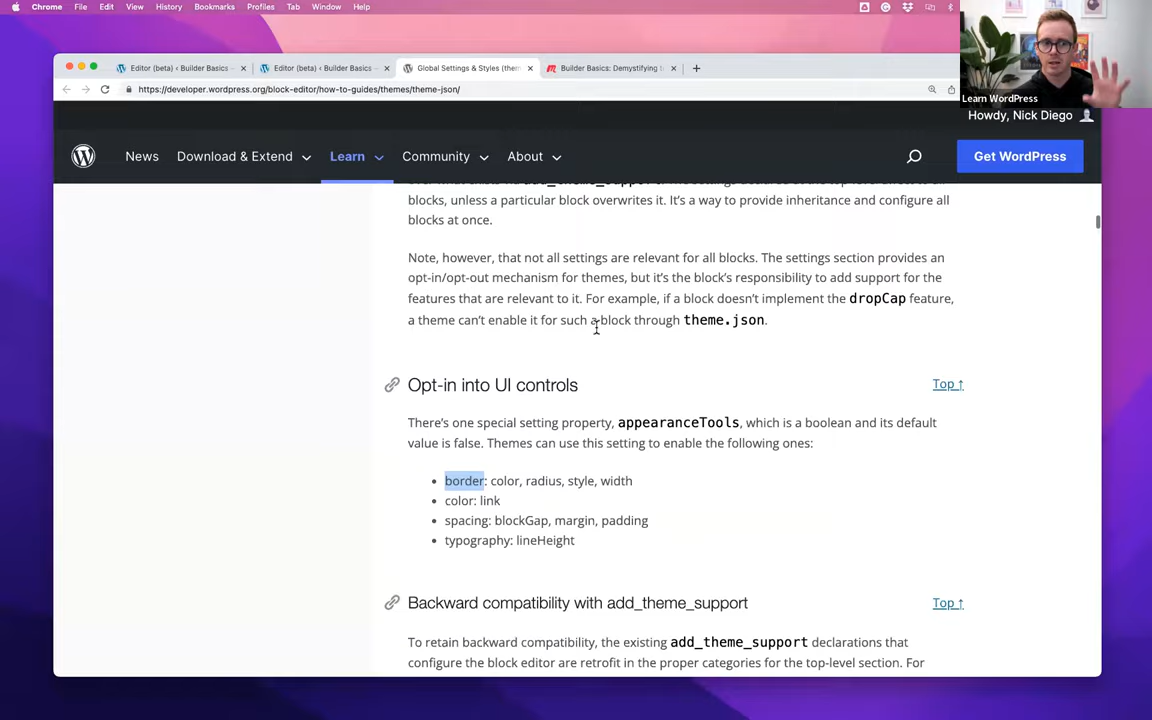 Chrome File Edit View History Bookmarks Profiles Tab Window Help
Editor (beta) ‹ Builder Basics – × Editor (beta) ‹ Builder Basics – × Global Settings & Styles (them × Builder Basics: Demystifying t × +
https://developer.wordpress.org/block-editor/how-to-guides/themes/theme-json/
Learn WordPress
Howdy, Nick Diego
News Download & Extend Learn Community About Get WordPress
blocks, unless a particular block overwrites it. It's a way to provide inheritance and configure all
blocks at once.
Note, however, that not all settings are relevant for all blocks. The settings section provides an
opt-in/opt-out mechanism for themes, but it's the block's responsibility to add support for the
features that are relevant to it. For example, if a block doesn't implement the dropCap feature,
a theme can't enable it for such a block through theme.json.
Opt-in into UI controls Top ↑
There's one special setting property, appearanceTools, which is a boolean and its default
value is false. Themes can use this setting to enable the following ones:
• border: color, radius, style, width
• color: link
• spacing: blockGap, margin, padding
• typography: lineHeight
Backward compatibility with add_theme_support Top ↑
To retain backward compatibility, the existing add_theme_support declarations that
configure the block editor are retrofit in the proper categories for the top-level section. For